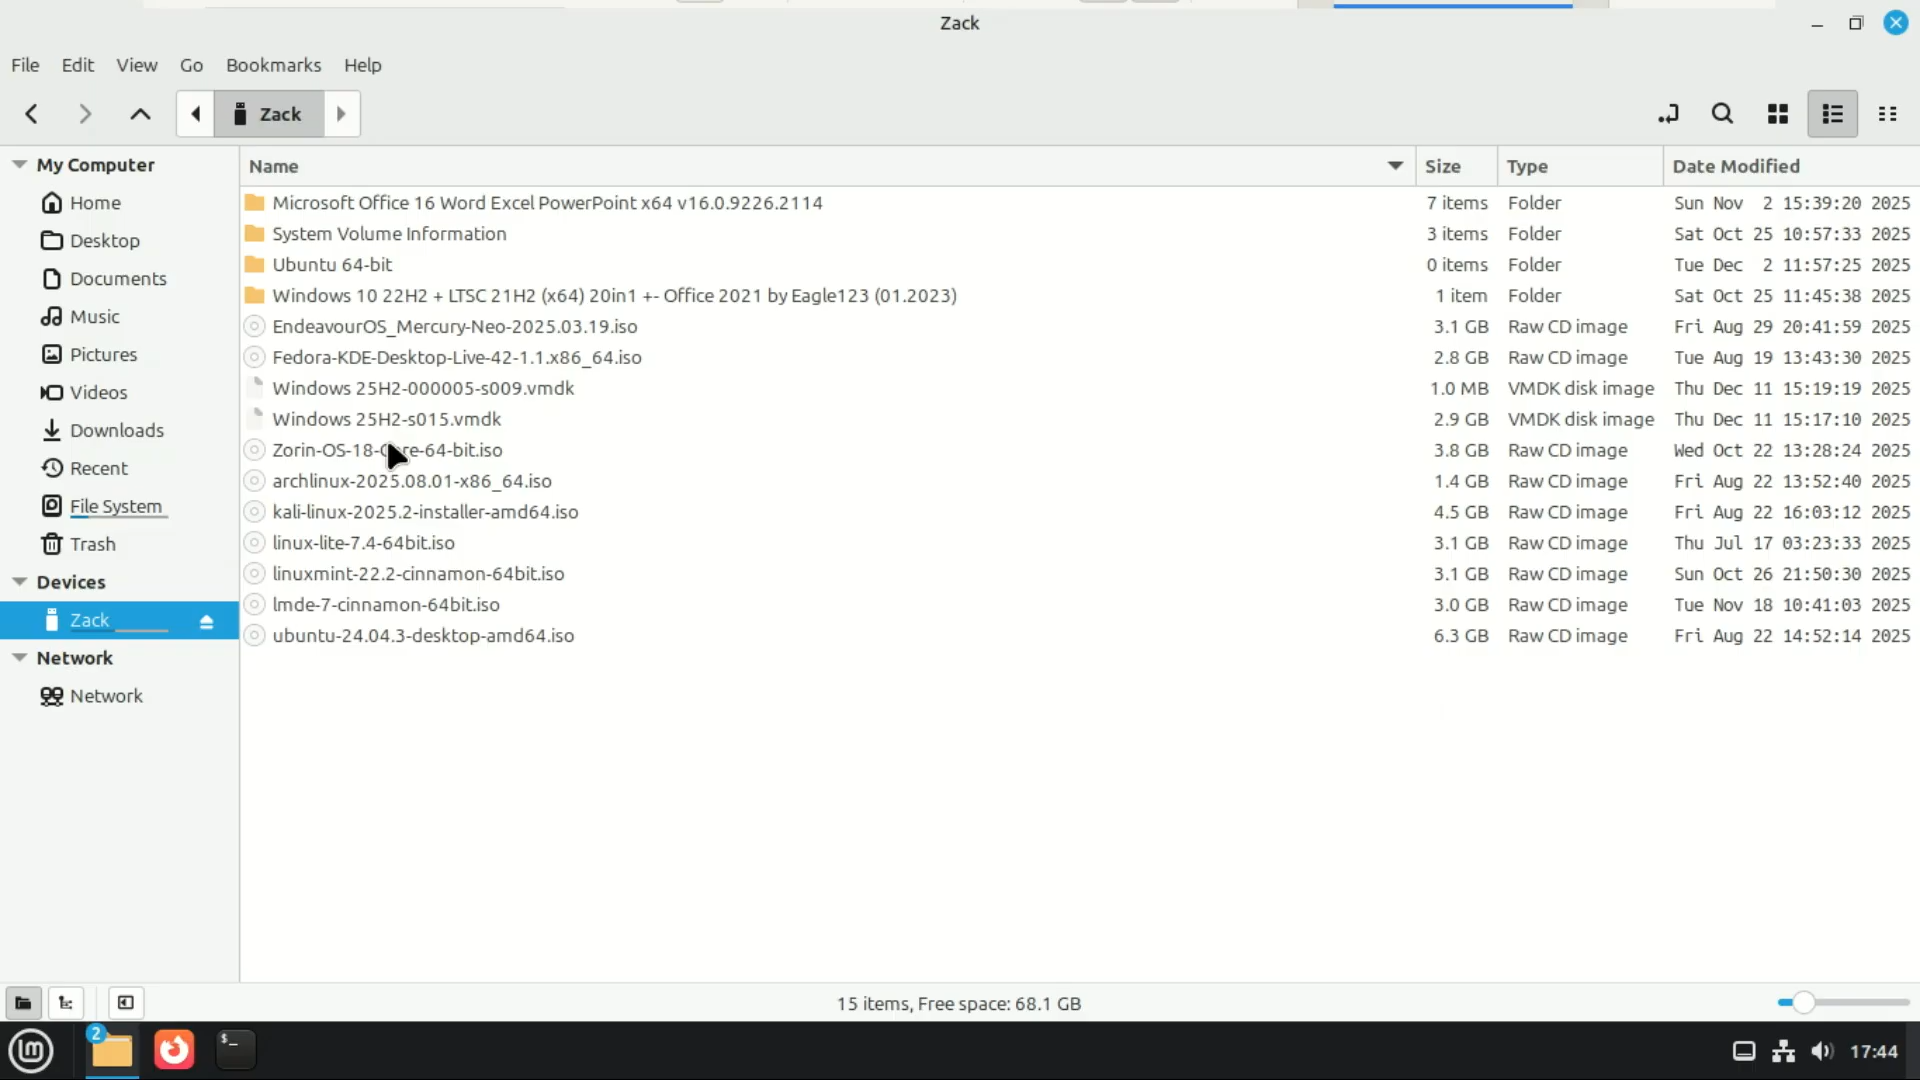 Zack
File Edit View Go Bookmarks Help
Zack
My Computer
Home
Desktop
Documents
Music
Pictures
Videos
Downloads
Recent
File System
Trash
Devices
Zack
Network
Network
Name Size Type Date Modified
Microsoft Office 16 Word Excel PowerPoint x64 v16.0.9226.2114 7 items Folder Sun Nov 2 15:39:20 2025
System Volume Information 3 items Folder Sat Oct 25 10:57:33 2025
Ubuntu 64-bit 0 items Folder Tue Dec 2 11:57:25 2025
Windows 10 22H2 + LTSC 21H2 (x64) 20in1 +- Office 2021 by Eagle123 (01.2023) 1 item Folder Sat Oct 25 11:45:38 2025
EndeavourOS_Mercury-Neo-2025.03.19.iso 3.1 GB Raw CD image Fri Aug 29 20:41:59 2025
Fedora-KDE-Desktop-Live-42-1.1.x86_64.iso 2.8 GB Raw CD image Tue Aug 19 13:43:30 2025
Windows 25H2-000005-s009.vmdk 1.0 MB VMDK disk image Thu Dec 11 15:19:19 2025
Windows 25H2-s015.vmdk 2.9 GB VMDK disk image Thu Dec 11 15:17:10 2025
Zorin-OS-18-Core-64-bit.iso 3.8 GB Raw CD image Wed Oct 22 13:28:24 2025
archlinux-2025.08.01-x86_64.iso 1.4 GB Raw CD image Fri Aug 22 13:52:40 2025
kali-linux-2025.2-installer-amd64.iso 4.5 GB Raw CD image Fri Aug 22 16:03:12 2025
linux-lite-7.4-64bit.iso 3.1 GB Raw CD image Thu Jul 17 03:23:33 2025
linuxmint-22.2-cinnamon-64bit.iso 3.1 GB Raw CD image Sun Oct 26 21:50:30 2025
lmde-7-cinnamon-64bit.iso 3.0 GB Raw CD image Tue Nov 18 10:41:03 2025
ubuntu-24.04.3-desktop-amd64.iso 6.3 GB Raw CD image Fri Aug 22 14:52:14 2025
15 items, Free space: 68.1 GB
2
$_
17:44